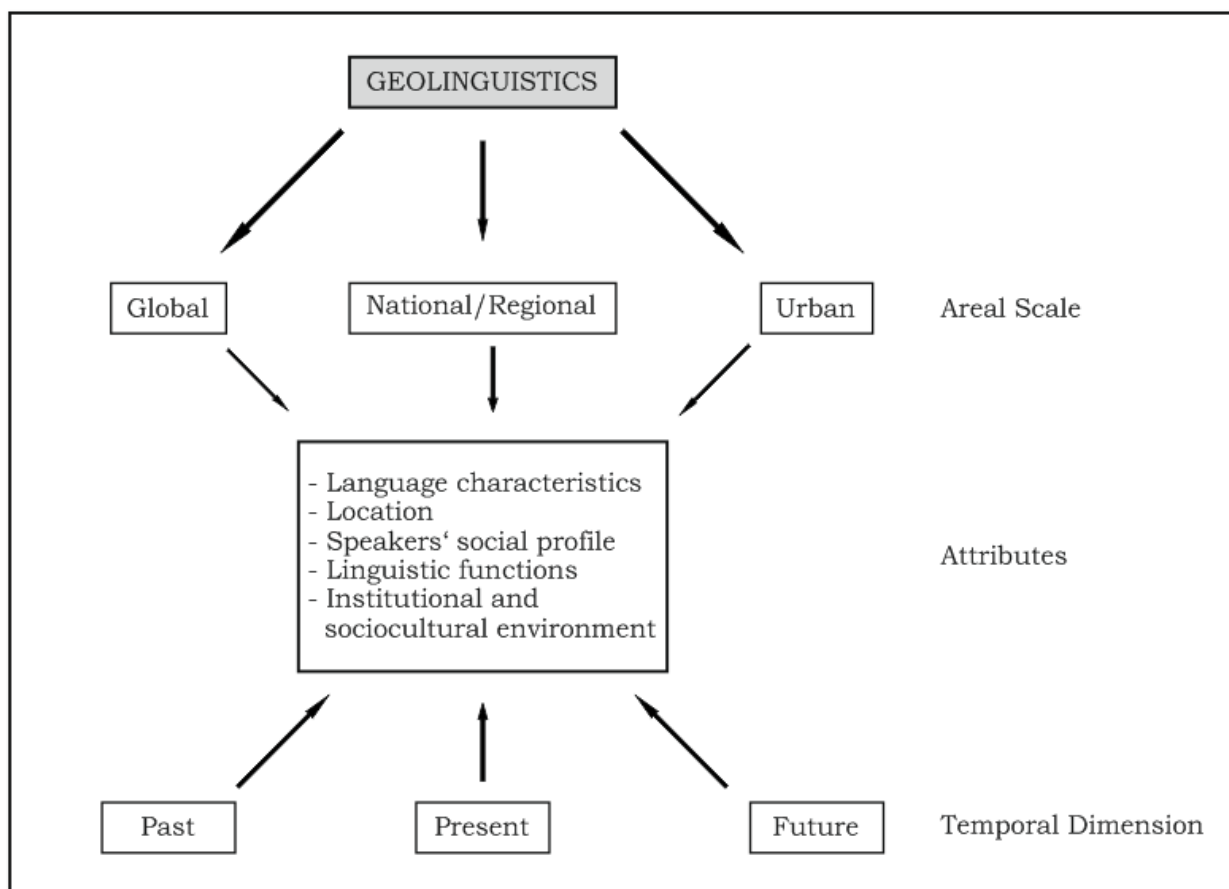 GEOLINGUISTICS
Global
National/Regional
Urban
Areal Scale
- Language characteristics
- Location
- Speakers‘ social profile
- Linguistic functions
- Institutional and
sociocultural environment
Attributes
Past
Present
Future
Temporal Dimension